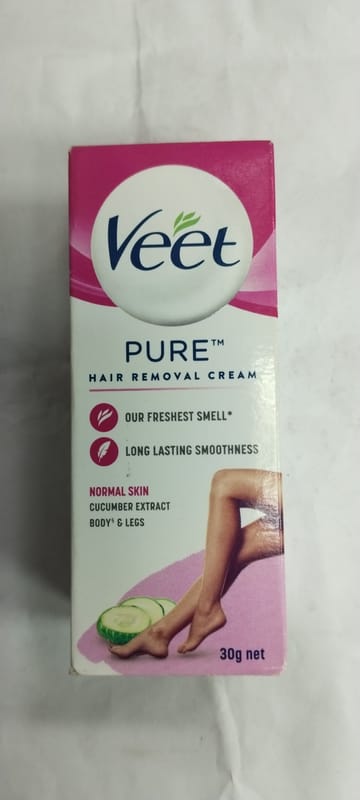 Veet
PURE™
HAIR REMOVAL CREAM
OUR FRESHEST SMELL*
LONG LASTING SMOOTHNESS
NORMAL SKIN
CUCUMBER EXTRACT
BODY§ & LEGS
30g net